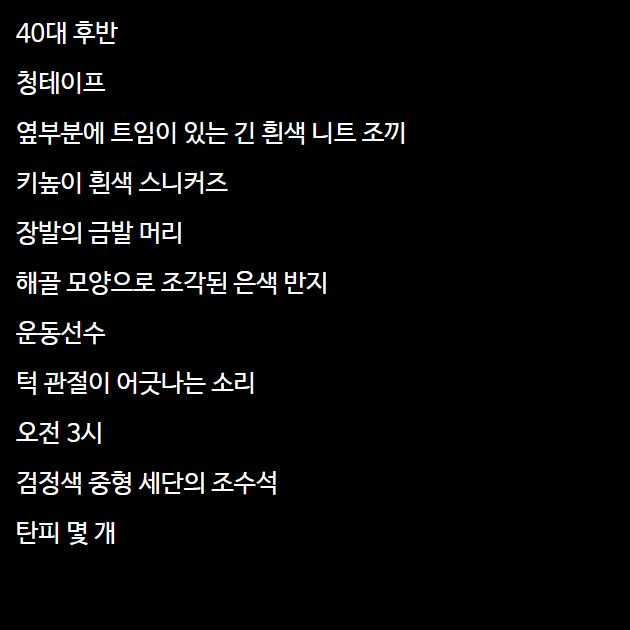 40대 후반
청테이프
옆부분에 트임이 있는 긴 흰색 니트 조끼
키높이 흰색 스니커즈
장발의 금발 머리
해골 모양으로 조각된 은색 반지
운동선수
턱 관절이 어긋나는 소리
오전 3시
검정색 중형 세단의 조수석
탄피 몇 개